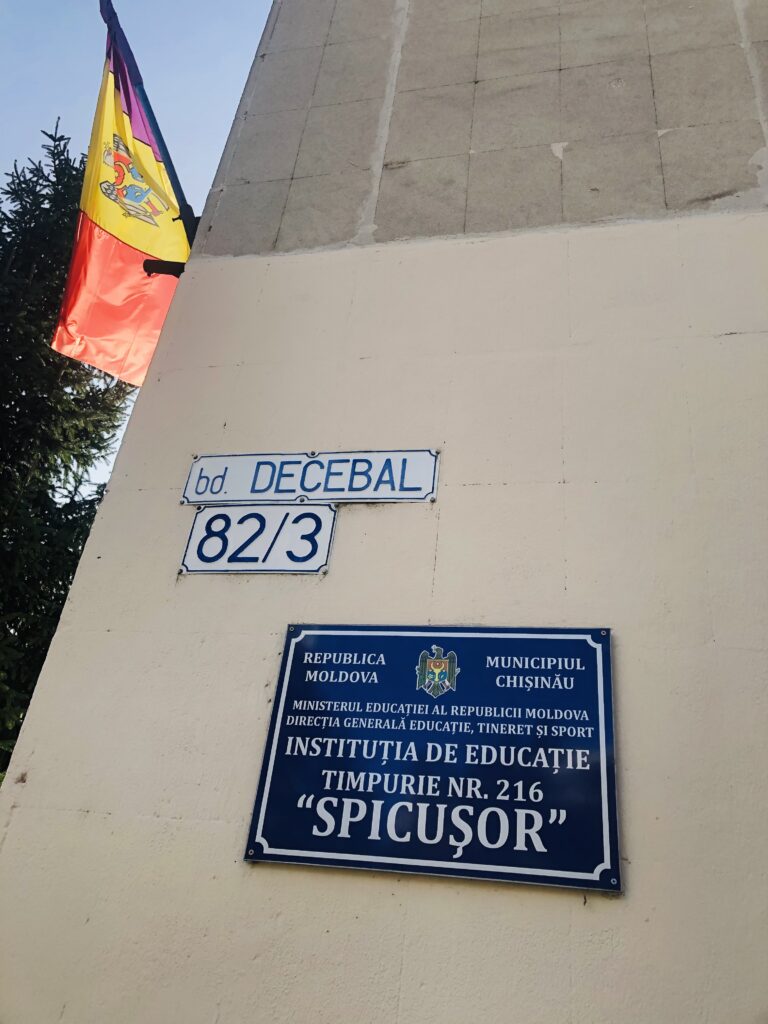 bd. DECEBAL
82/3
REPUBLICA MOLDOVA
MUNICIPIUL CHIȘINĂU
MINISTERUL EDUCAȚIEI AL REPUBLICII MOLDOVA
DIRECȚIA GENERALĂ EDUCAȚIE, TINERET ȘI SPORT
INSTITUȚIA DE EDUCAȚIE
TIMPURIE NR. 216
“SPICUȘOR”